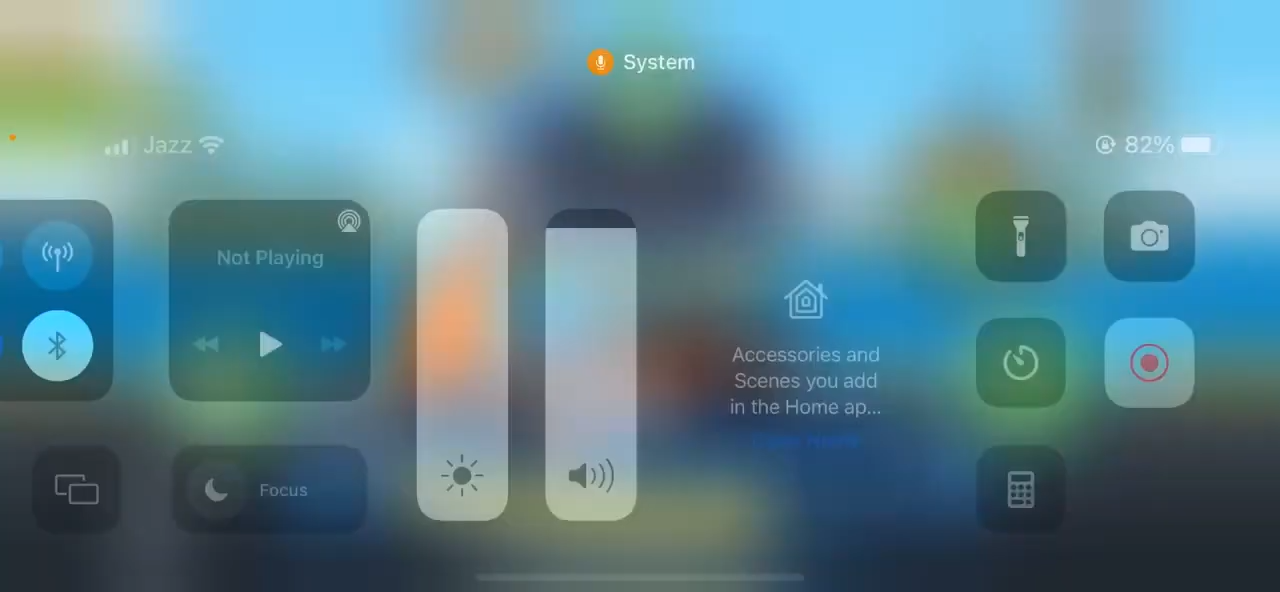 System
Jazz
82%
Not Playing
Accessories and
Scenes you add
in the Home ap...
Focus